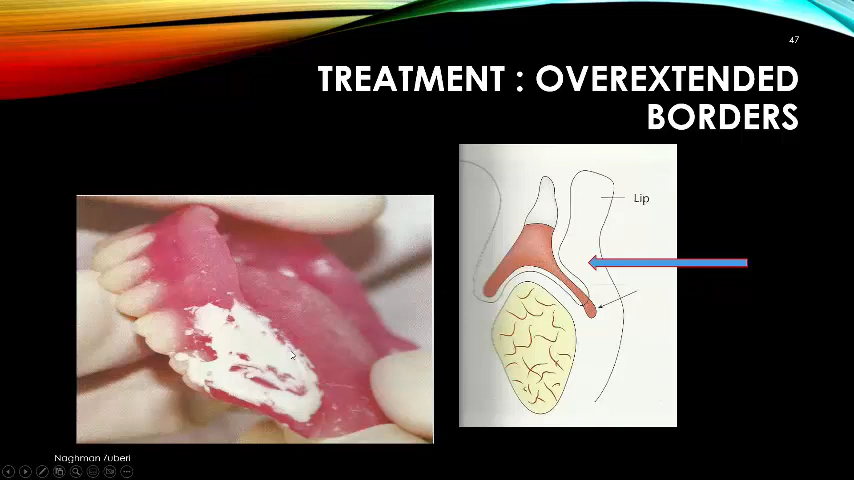 47
TREATMENT : OVEREXTENDED
BORDERS
Lip
Naghman Zuberi